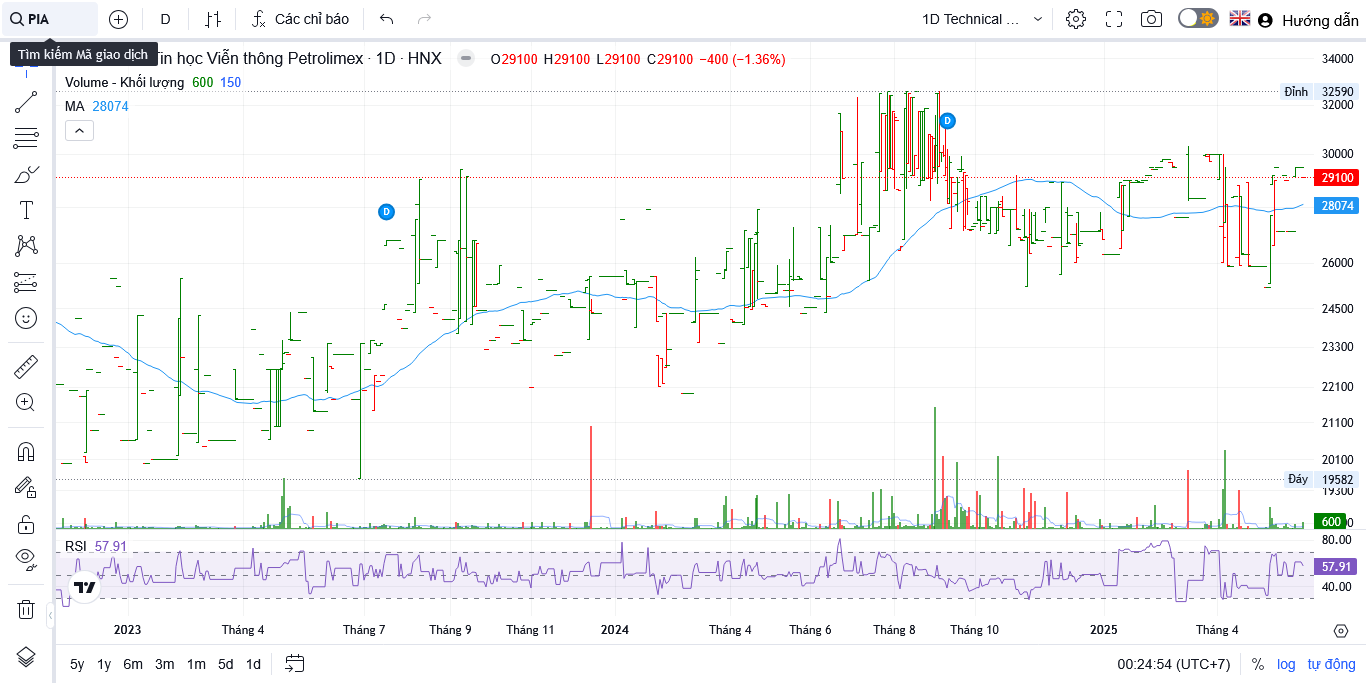 PIA
D
Các chỉ báo
1D Technical ...
Hướng dẫn
Tìm kiếm Mã giao dịch
Tin học Viễn thông Petrolimex · 1D · HNX
O29100 H29100 L29100 C29100 −400 (−1.36%)
Volume - Khối lượng 600 150
MA 28074
34000
Đỉnh 32590
32000
30000
29100
28074
26000
24500
23300
22100
21100
20100
Đáy 19582
19300
600
D
D
RSI 57.91
80.00
57.91
40.00
2023 Tháng 4 Tháng 7 Tháng 9 Tháng 11 2024 Tháng 4 Tháng 6 Tháng 8 Tháng 10 2025 Tháng 4
5y 1y 6m 3m 1m 5d 1d
00:24:54 (UTC+7) % log tự động